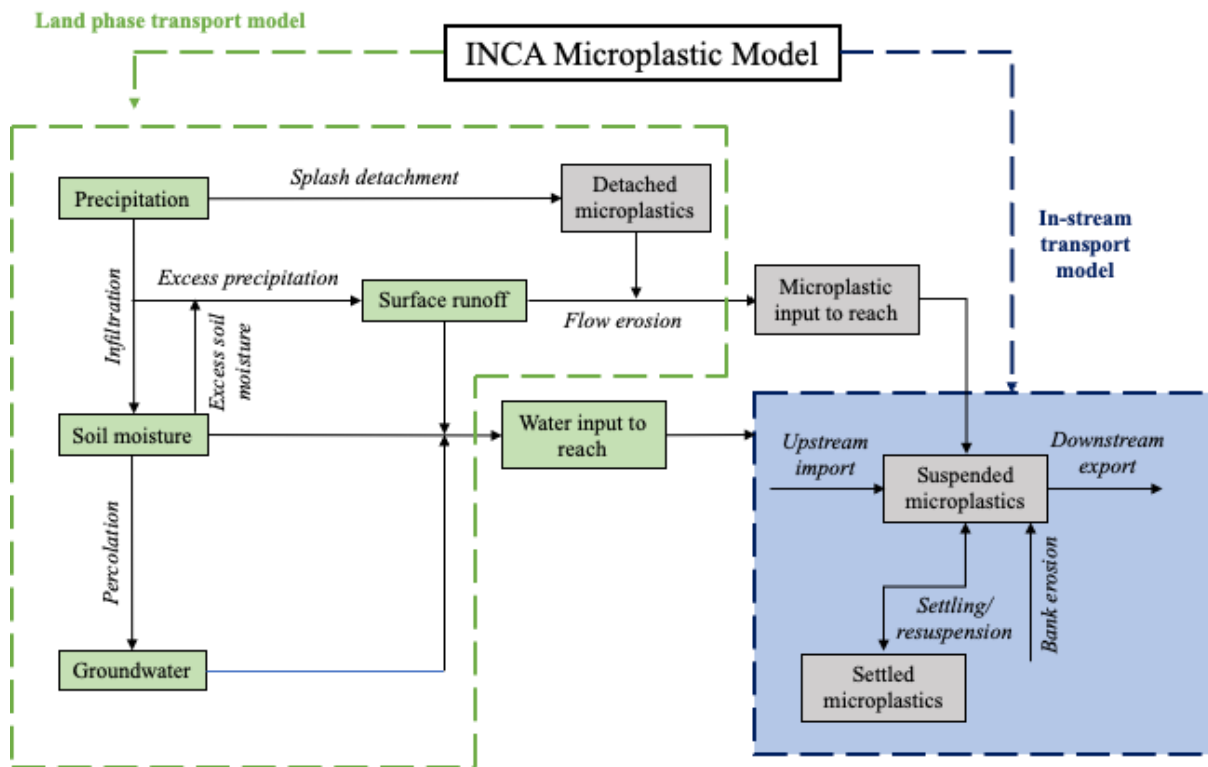 Land phase transport model
INCA Microplastic Model
Precipitation
Splash detachment
Detached
microplastics
In-stream
transport
model
Infiltration
Excess precipitation
Excess soil
moisture
Surface runoff
Flow erosion
Microplastic
input to reach
Soil moisture
Water input to
reach
Upstream
import
Downstream
export
Suspended
microplastics
Percolation
Settling/
resuspension
Bank erosion
Groundwater
Settled
microplastics